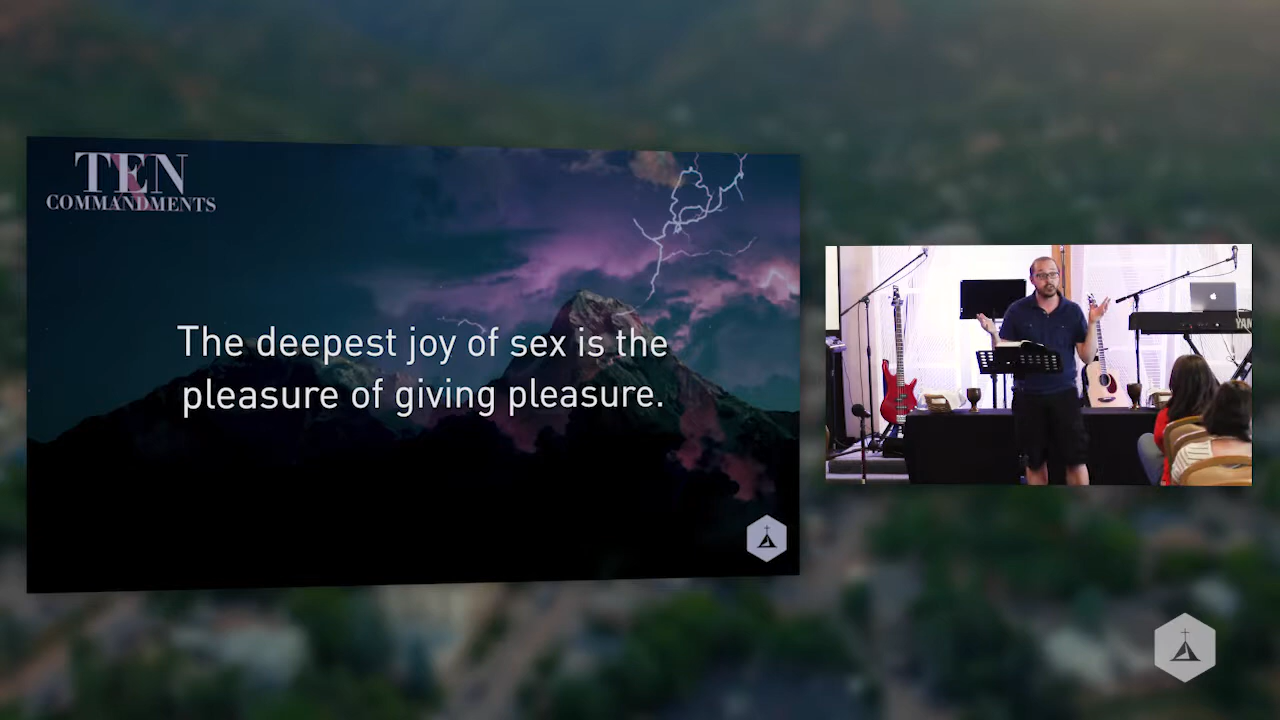 TEN
COMMANDMENTS
The deepest joy of sex is the
pleasure of giving pleasure.